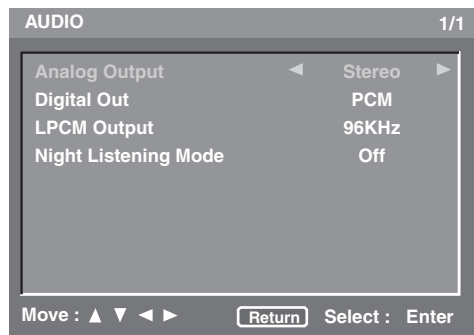 AUDIO 1/1
Analog Output ◄ Stereo ►
Digital Out PCM
LPCM Output 96KHz
Night Listening Mode Off
Move : ▲ ▼ ◄ ► Return Select : Enter